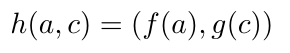 h(a, c) = (f(a), g(c))